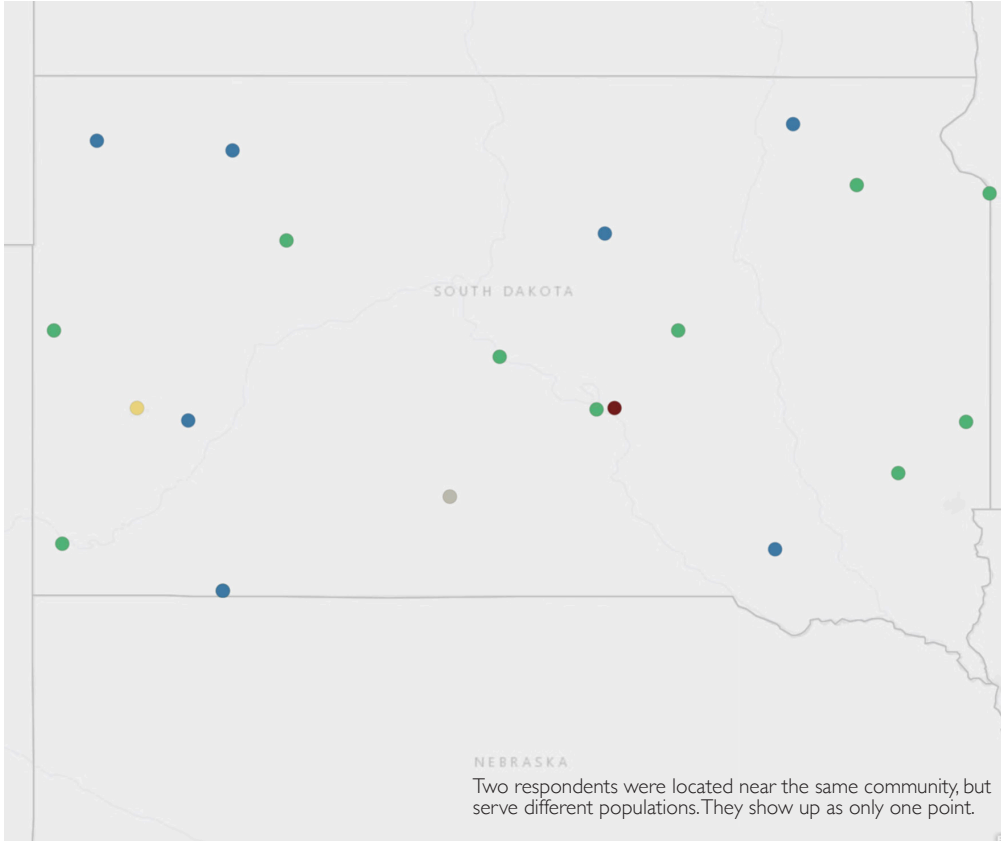 SOUTH DAKOTA
NEBRASKA
Two respondents were located near the same community, but
serve different populations. They show up as only one point.